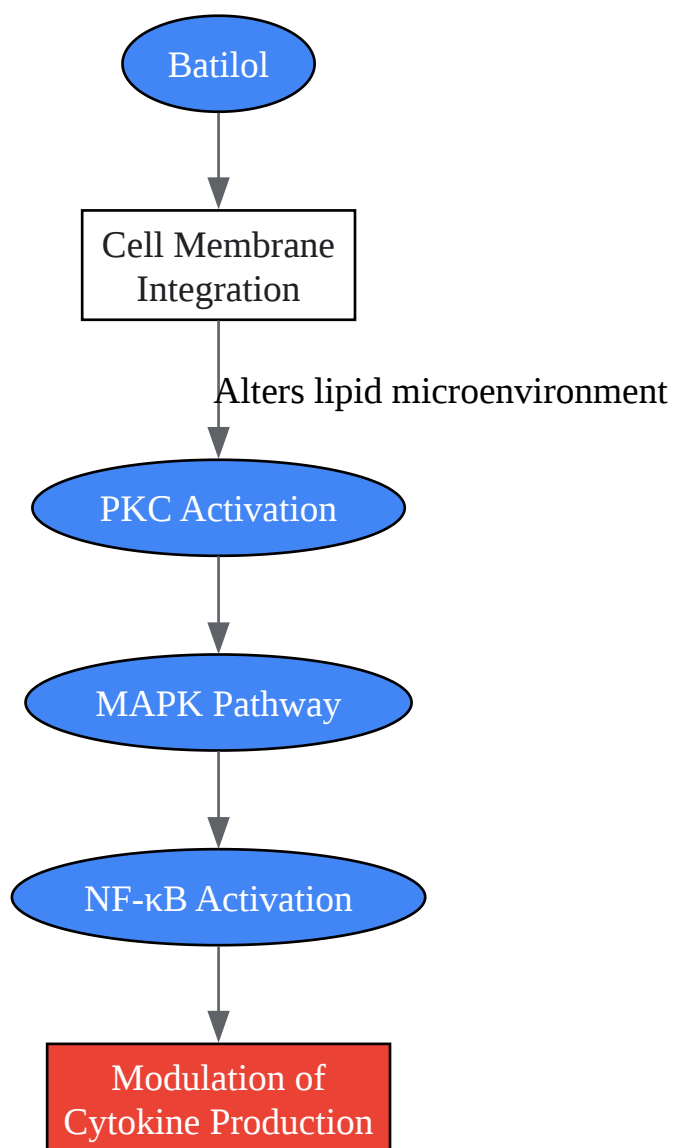 Batilol
Cell Membrane
Integration
Alters lipid microenvironment
PKC Activation
MAPK Pathway
NF-κB Activation
Modulation of
Cytokine Production